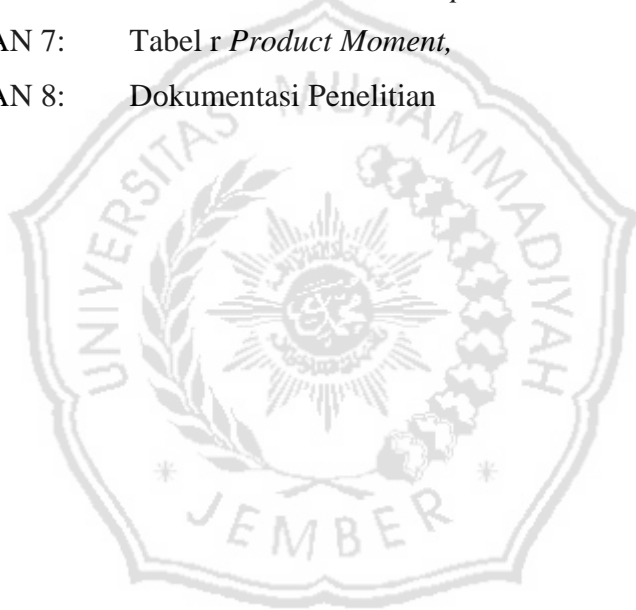 AN 7: Tabel r Product Moment,
AN 8: Dokumentasi Penelitian
UNIVERSITAS MUHAMMADIYAH
JEMBER